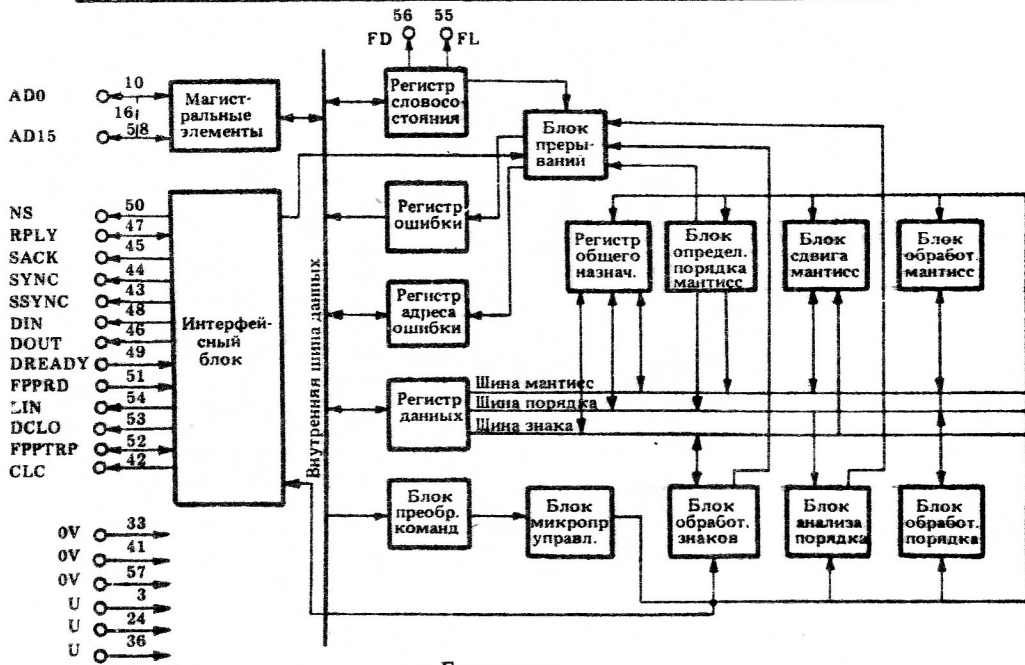 56 55
FD FL
AD0 10
16
AD15 5 8
Магист-
ральные
элементы
Регистр
словосо-
стояния
Блок
преры-
ваний
NS 50
RPLY 47
SACK 45
SYNC 44
SSYNC 43
DIN 48
DOUT 46
DREADY 49
FPPRD 51
LIN 54
DCLO 53
FPPTRP 52
CLC 42
Интерфей-
сный
блок
Внутренняя шина данных
Регистр
ошибки
Регистр
адреса
ошибки
Регистр
общего
назнач.
Блок
определ.
порядка
мантисс
Блок
сдвига
мантисс
Блок
обработ.
мантисс
Регистр
данных
Шина мантисс
Шина порядка
Шина знака
Блок
преобр.
команд
Блок
микропр
управл.
Блок
обработ.
знаков
Блок
анализа
порядка
Блок
обработ.
порядка
0V 33
0V 41
0V 57
U 3
U 24
U 36